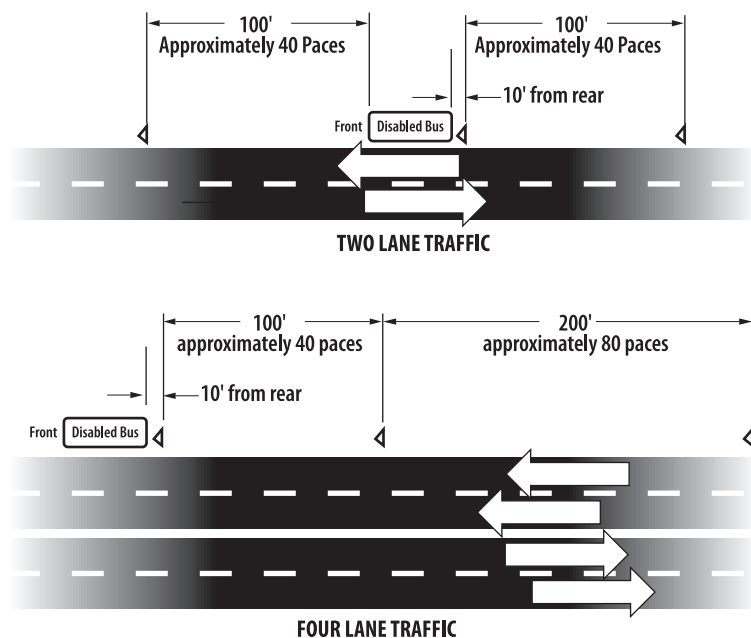 100'
Approximately 40 Paces
100'
Approximately 40 Paces
10' from rear
Front
Disabled Bus
TWO LANE TRAFFIC
100'
approximately 40 paces
200'
approximately 80 paces
10' from rear
Front
Disabled Bus
FOUR LANE TRAFFIC